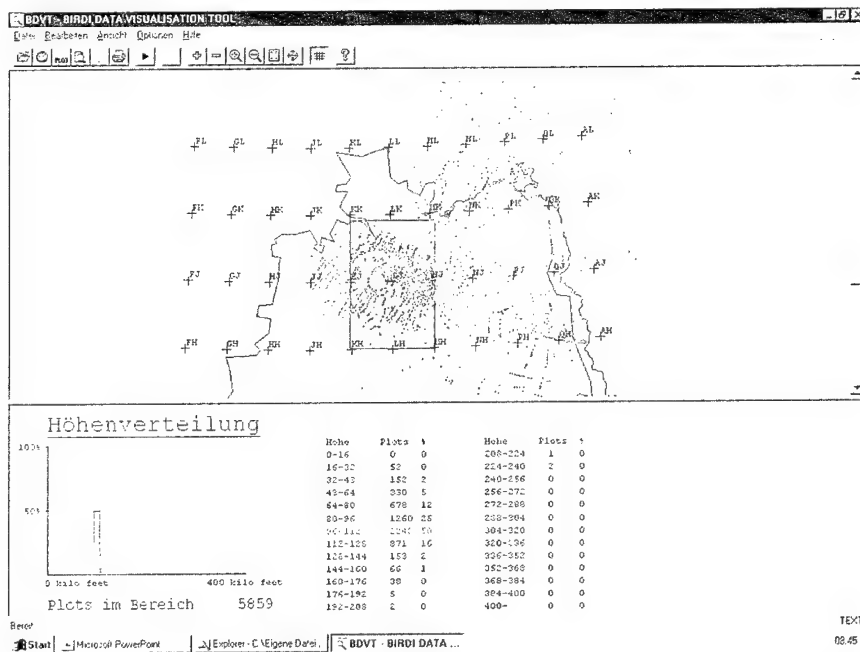 BDVT - BIRDI DATA VISUALISATION TOOL
Datei Bearbeiten Ansicht Optionen Hilfe
PLOT
FL GL HL JL KL LL ML NL PL QL AL
FK GK HK JK KK LK MK NK PK QK AK
FJ GJ HJ JJ KJ LJ MJ NJ PJ QJ AJ
FH GH HH JH KH LH MH NH PH QH AH
Höhenverteilung
100%
50%
0 kilo feet 400 kilo feet
Plots im Bereich 5859
Hohe Plots %
0-16 0 0
16-32 52 0
32-48 152 2
48-64 330 5
64-80 678 12
80-96 1260 25
96-112 50
112-128 871 16
128-144 153 2
144-160 66 1
160-176 38 0
176-192 5 0
192-208 2 0
Hohe Plots %
208-224 1 0
224-240 2 0
240-256 0 0
256-272 0 0
272-288 0 0
288-304 0 0
304-320 0 0
320-336 0 0
336-352 0 0
352-368 0 0
368-384 0 0
384-400 0 0
400- 0 0
Bereit
TEXT
Start
Microsoft PowerPoint
Explorer - C:\Eigene Datei...
BDVT - BIRDI DATA ...
08:45